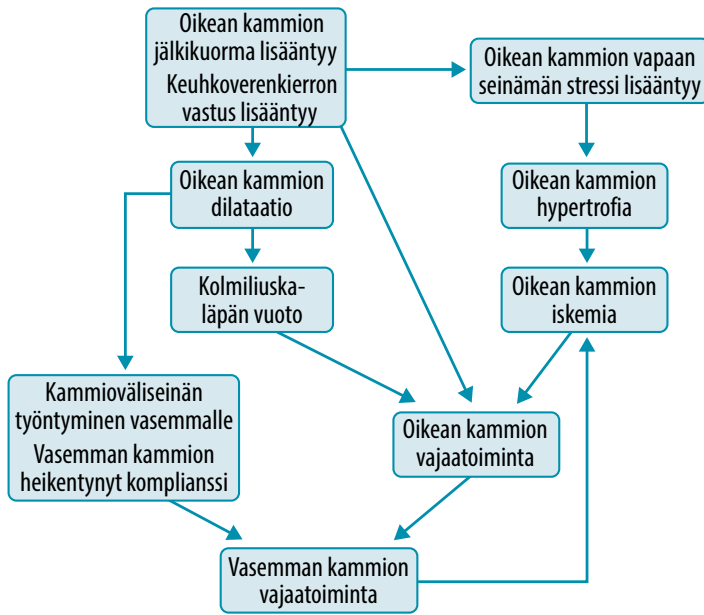 Oikean kammion
jälkikuorma lisääntyy
Keuhkoverenkierron
vastus lisääntyy
Oikean kammion vapaan
seinämän stressi lisääntyy
Oikean kammion
dilataatio
Oikean kammion
hypertrofia
Kolmiliuska-
läpän vuoto
Oikean kammion
iskemia
Kammioväliseinän
työntyminen vasemmalle
Vasemman kammion
heikentynyt komplianssi
Oikean kammion
vajaatoiminta
Vasemman kammion
vajaatoiminta